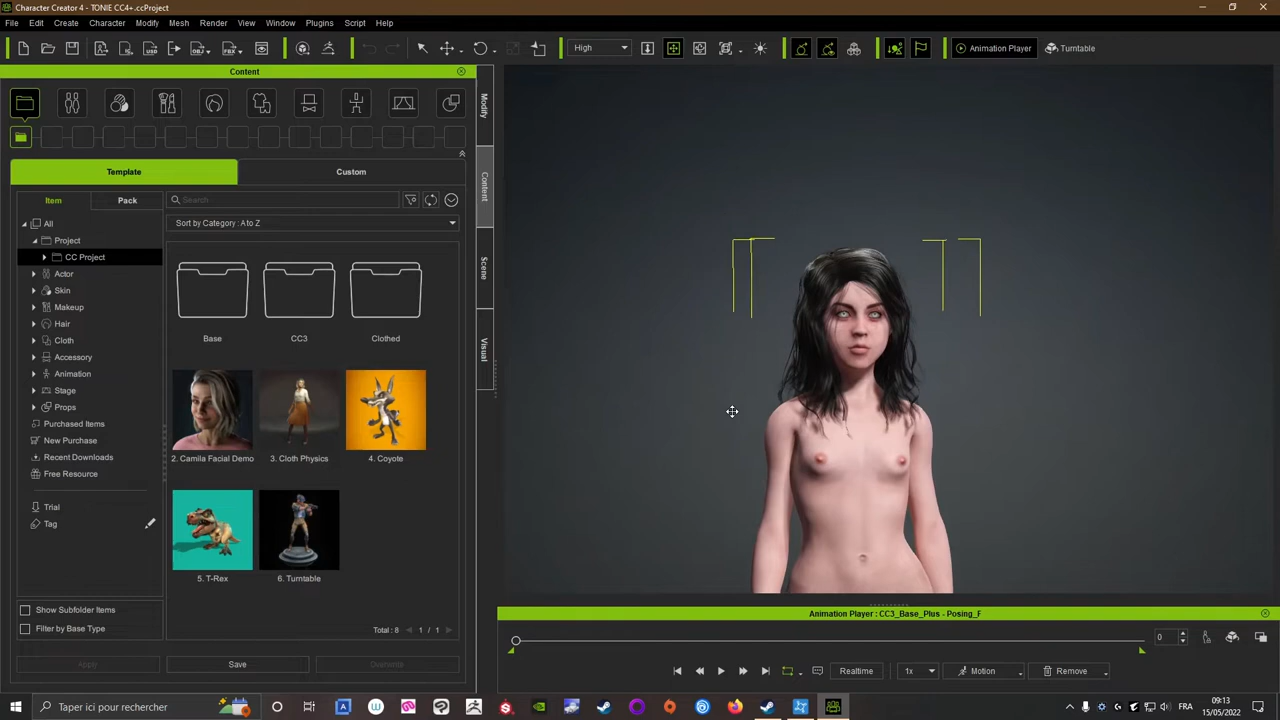 Character Creator 4 - TONIE CC4+.ccProject
File Edit Create Character Modify Mesh Render View Window Plugins Script Help
High Animation Player Turntable
Content
Modify
Content
Scene
Visual
Template Custom
Item Pack
Search
Sort by Category : A to Z
All
Project
CC Project
Actor
Skin
Makeup
Hair
Cloth
Accessory
Animation
Stage
Props
Purchased Items
New Purchase
Recent Downloads
Free Resource
Trial
Tag
Base CC3 Clothed
2. Camila Facial Demo 3. Cloth Physics 4. Coyote
5. T-Rex 6. Turntable
Show Subfolder Items
Filter by Base Type
Total : 8 1 / 1
Apply Save Overwrite
Animation Player : CC3_Base_Plus - Posing_F
0
Realtime 1x Motion Remove
Taper ici pour rechercher
FRA
09:13
15/05/2022